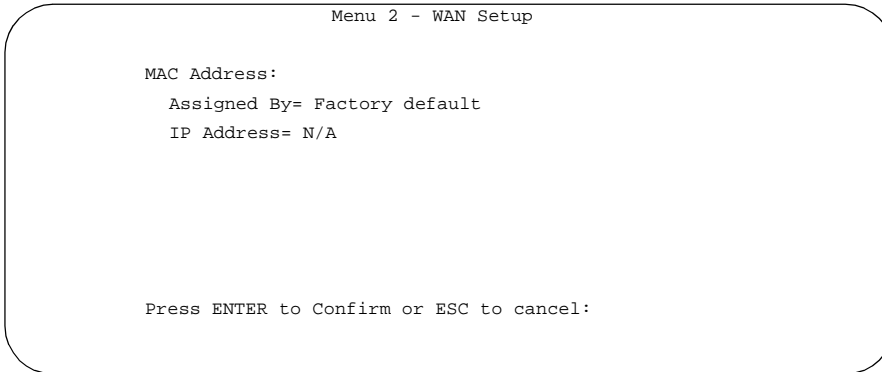 Menu 2 - WAN Setup
MAC Address:
Assigned By= Factory default
IP Address= N/A
Press ENTER to Confirm or ESC to cancel: